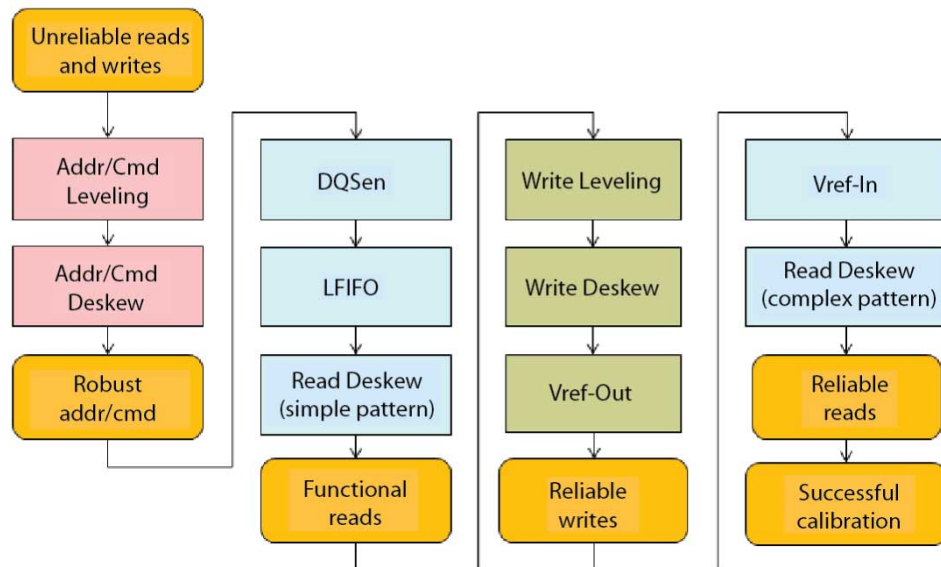 Unreliable reads
and writes
Addr/Cmd
Leveling
Addr/Cmd
Deskew
Robust
addr/cmd
DQSen
LFIFO
Read Deskew
(simple pattern)
Functional
reads
Write Leveling
Write Deskew
Vref-Out
Reliable
writes
Vref-In
Read Deskew
(complex pattern)
Reliable
reads
Successful
calibration